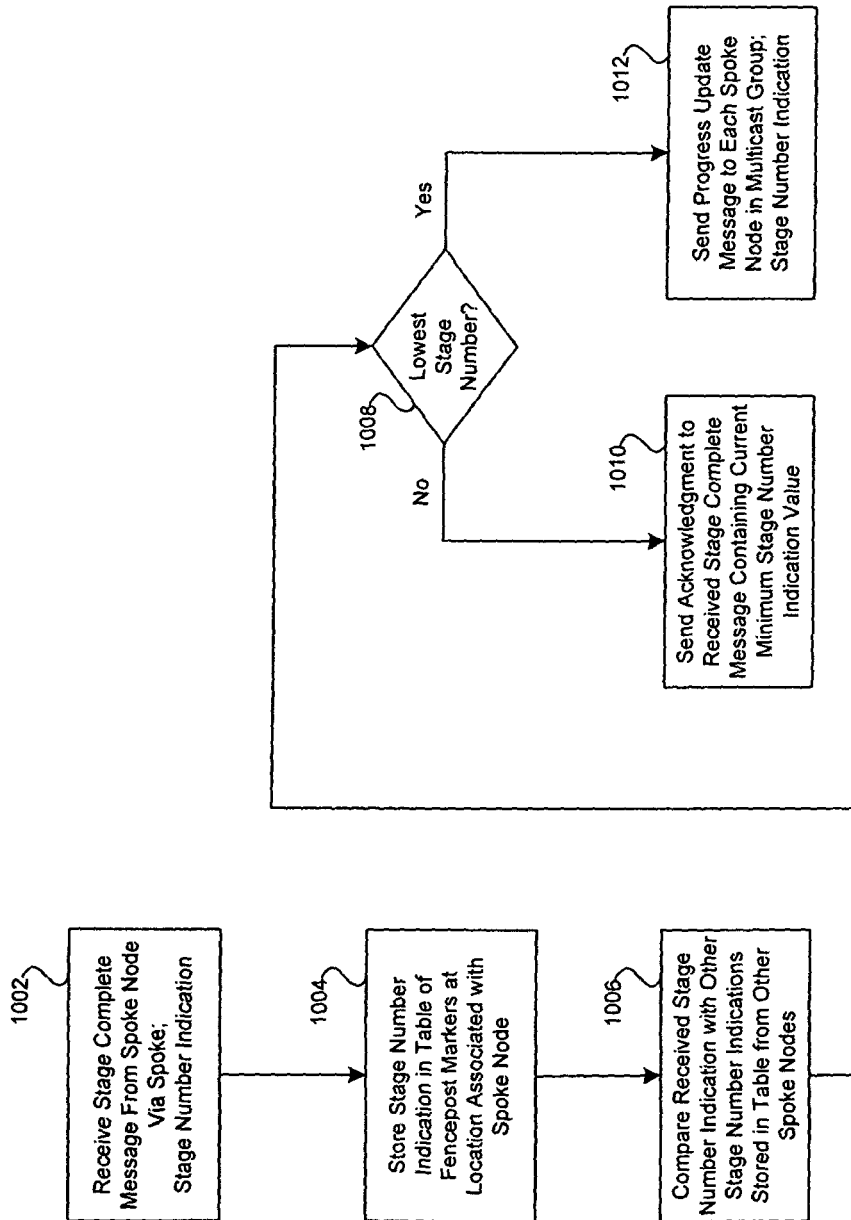 1002
Receive Stage Complete
Message From Spoke Node
Via Spoke;
Stage Number Indication
1004
Store Stage Number
Indication in Table of
Fencepost Markers at
Location Associated with
Spoke Node
1006
Compare Received Stage
Number Indication with Other
Stage Number Indications
Stored in Table from Other
Spoke Nodes
1008
Lowest
Stage
Number?
No
Yes
1010
Send Acknowledgment to
Received Stage Complete
Message Containing Current
Minimum Stage Number
Indication Value
1012
Send Progress Update
Message to Each Spoke
Node in Multicast Group;
Stage Number Indication